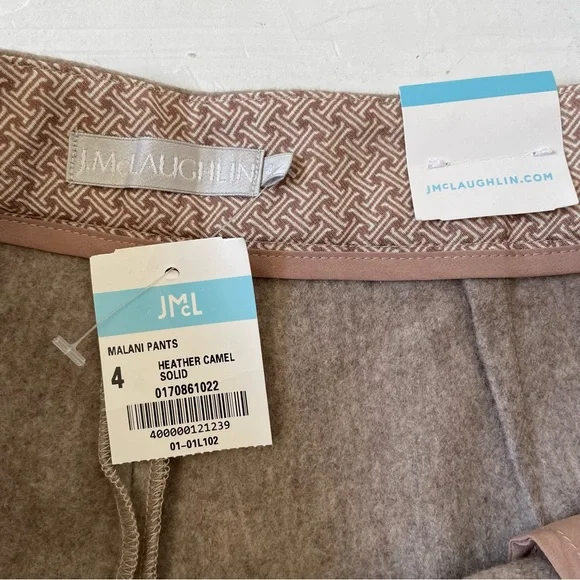 J.McLAUGHLIN
JMCLAUGHLIN.COM
JMcL
MALANI PANTS
4
HEATHER CAMEL
SOLID
0170861022
400000121239
01-01L102